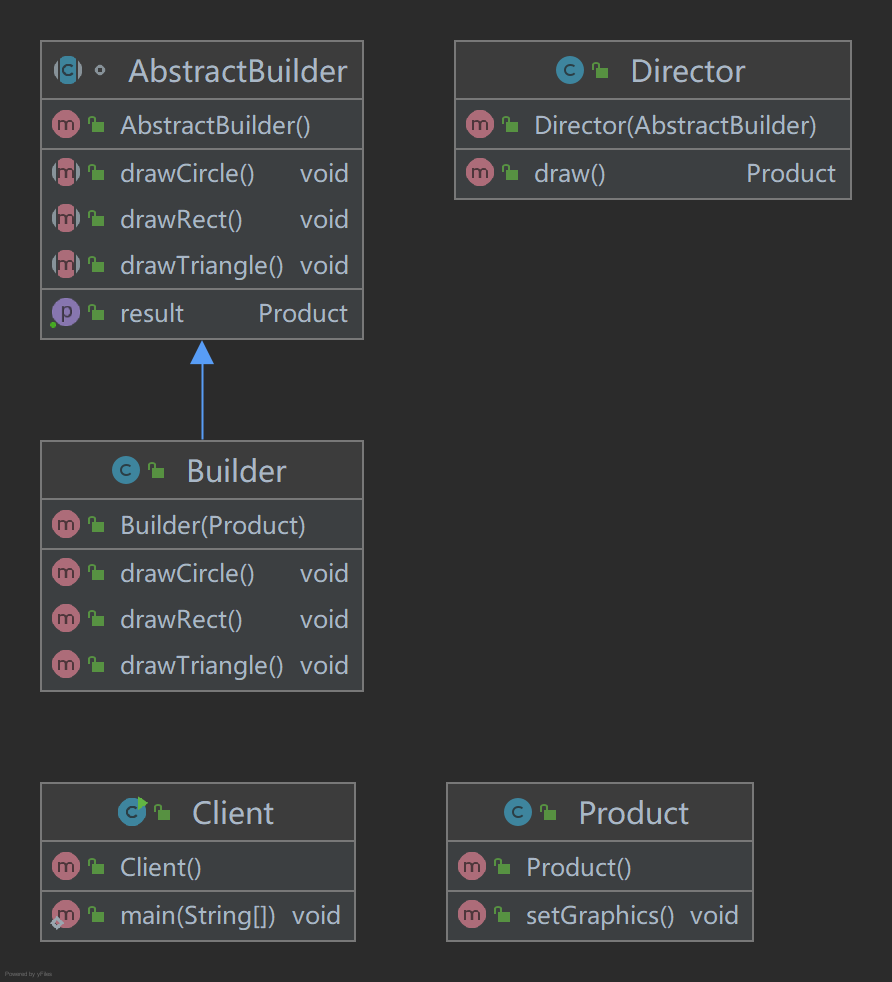 AbstractBuilder
AbstractBuilder()
drawCircle() void
drawRect() void
drawTriangle() void
result Product
Director
Director(AbstractBuilder)
draw() Product
Builder
Builder(Product)
drawCircle() void
drawRect() void
drawTriangle() void
Client
Client()
main(String[]) void
Product
Product()
setGraphics() void
Powered by yFiles